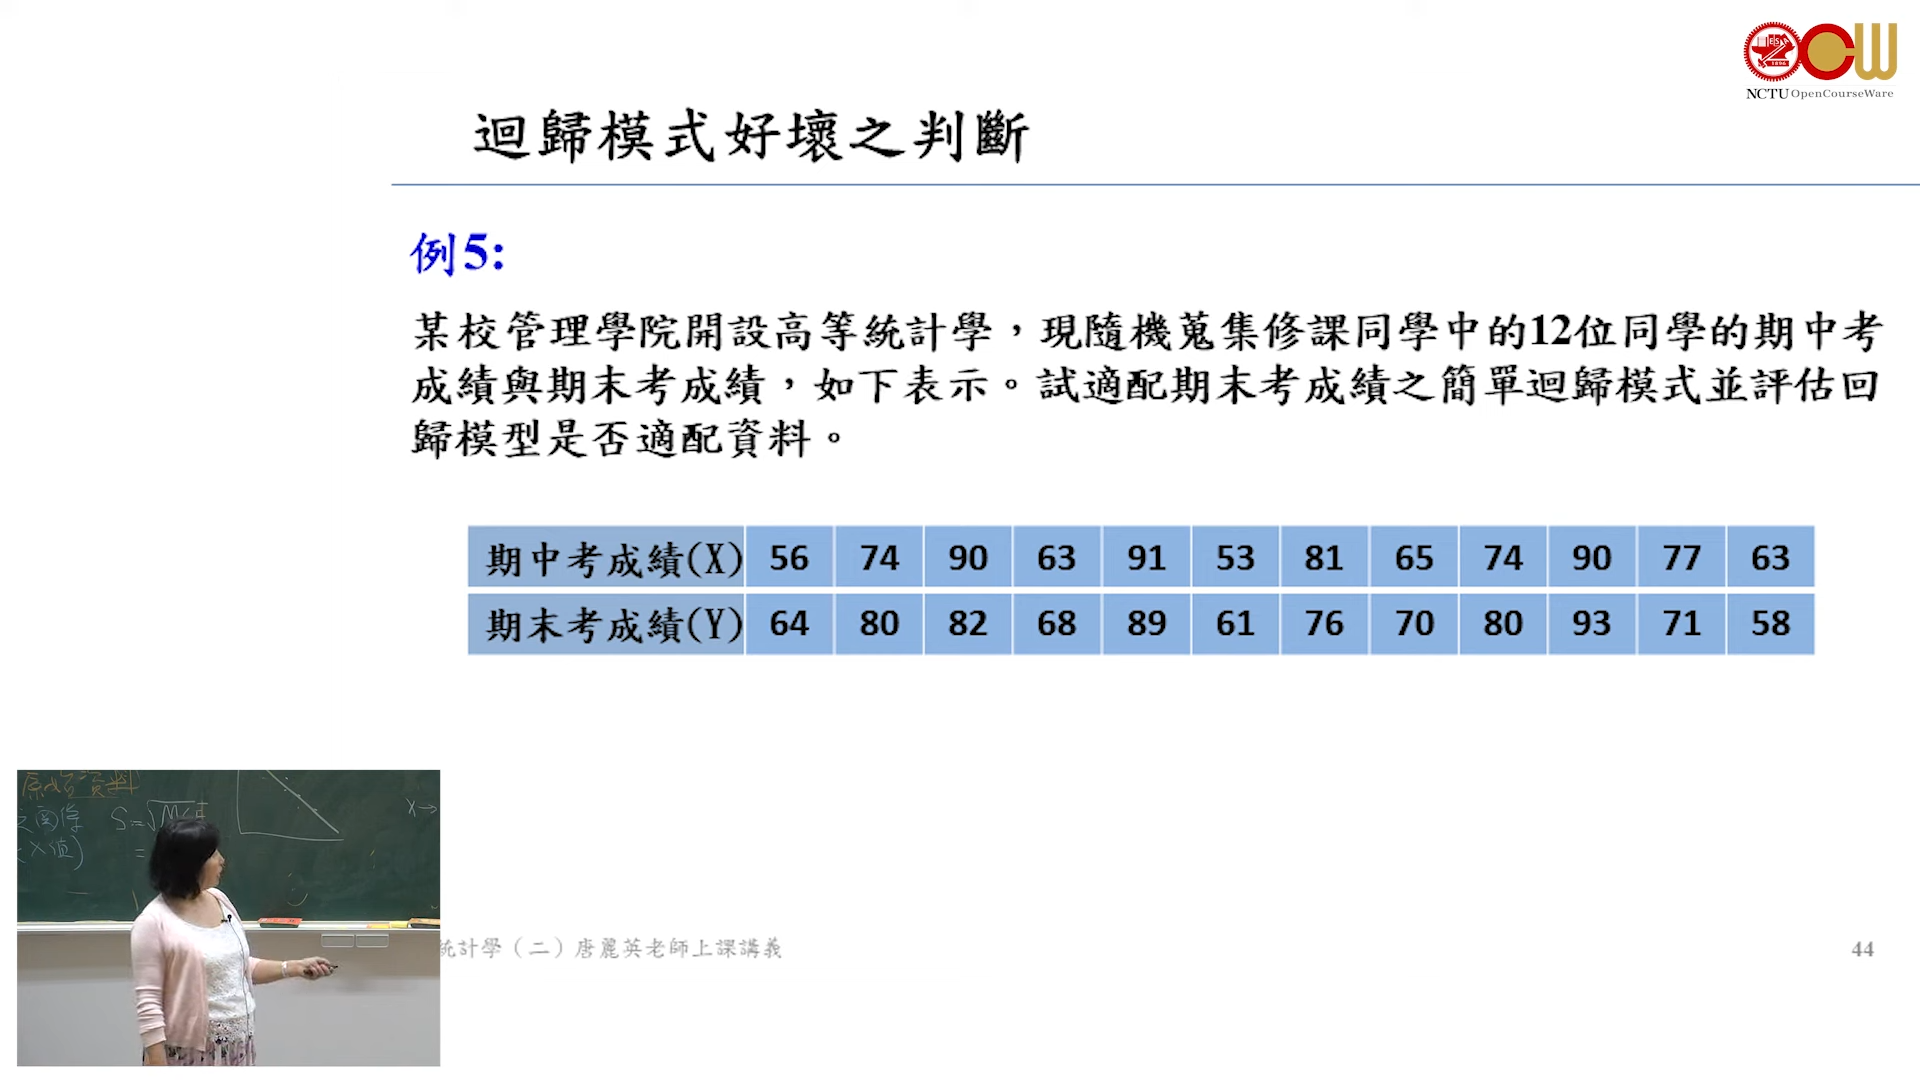 NCTU OpenCourseWare
迴歸模式好壞之判斷
例5:
某校管理學院開設高等統計學，現隨機蒐集修課同學中的12位同學的期中考
成績與期末考成績，如下表示。試適配期末考成績之簡單迴歸模式並評估回
歸模型是否適配資料。
期中考成績(X) 56 74 90 63 91 53 81 65 74 90 77 63
期末考成績(Y) 64 80 82 68 89 61 76 70 80 93 71 58
原始資料
統計學（二）唐麗英老師上課講義
44